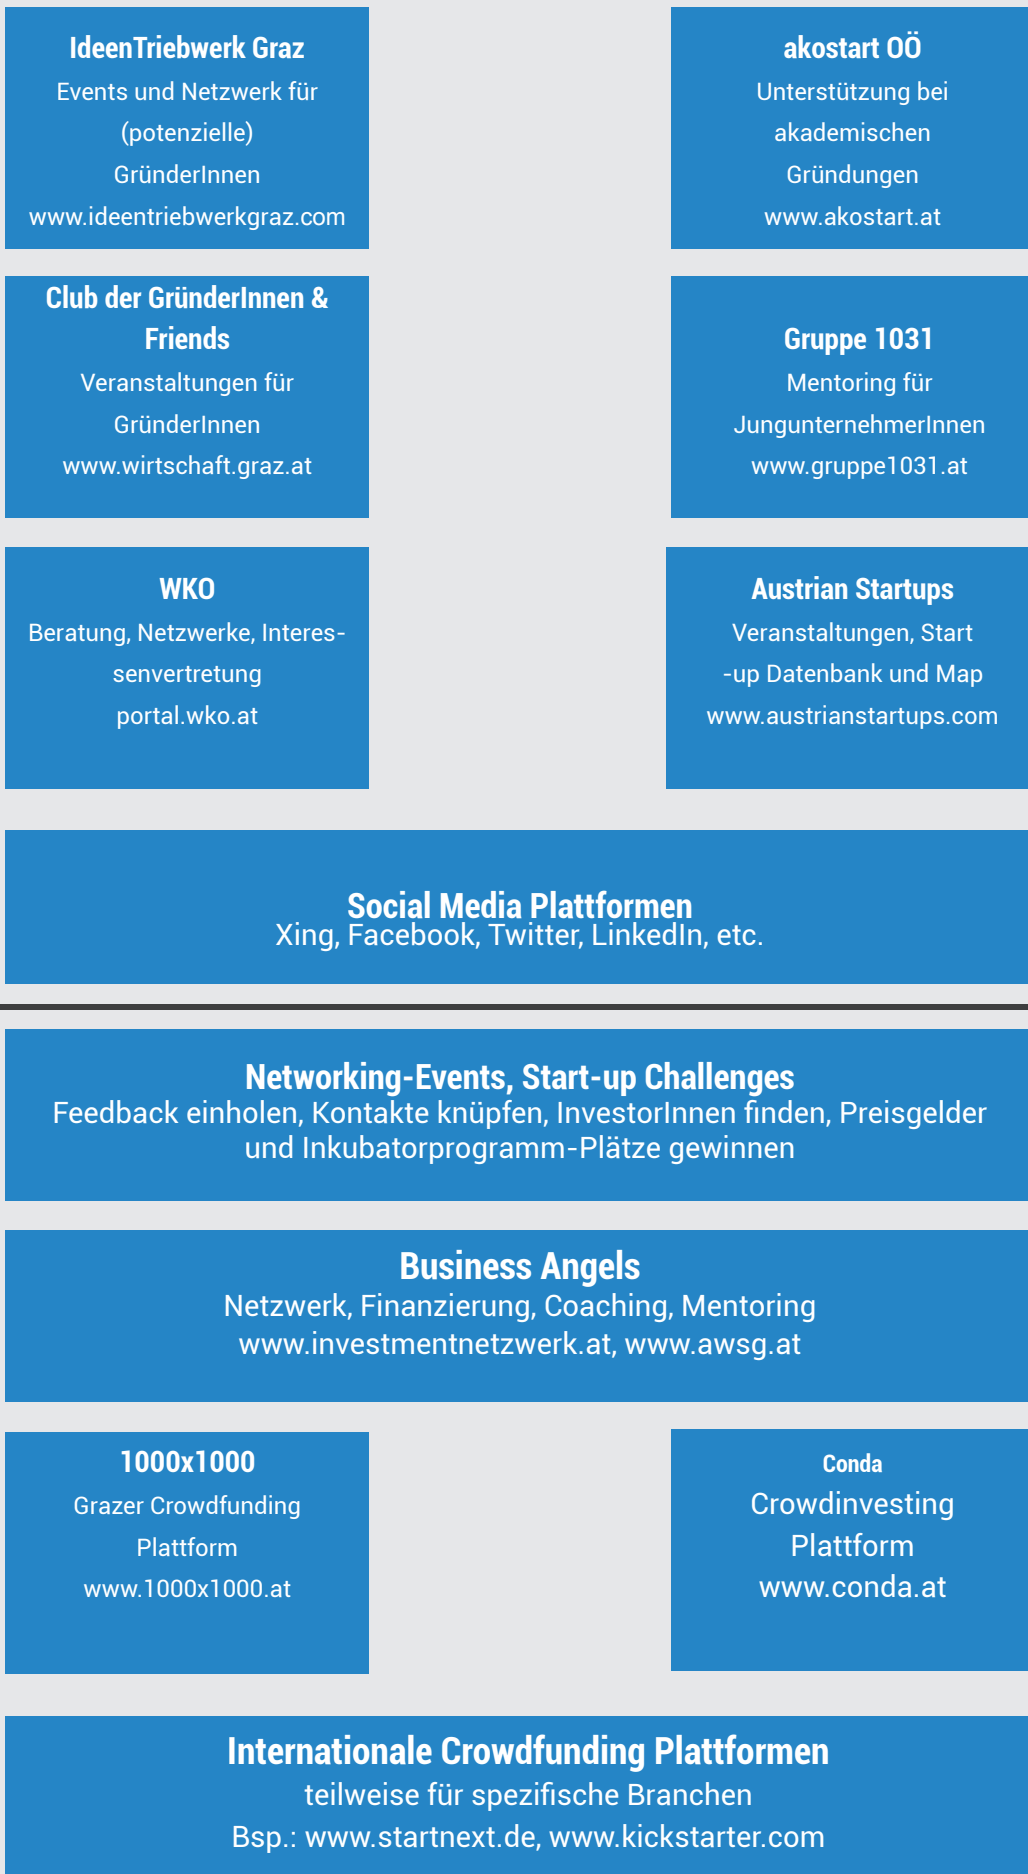 IdeenTriebwerk Graz
Events und Netzwerk für
(potenzielle)
GründerInnen
www.ideentriebwerkgraz.com
akostart OÖ
Unterstützung bei
akademischen
Gründungen
www.akostart.at
Club der GründerInnen &
Friends
Veranstaltungen für
GründerInnen
www.wirtschaft.graz.at
Gruppe 1031
Mentoring für
JungunternehmerInnen
www.gruppe1031.at
WKO
Beratung, Netzwerke, Interes-
senvertretung
portal.wko.at
Austrian Startups
Veranstaltungen, Start
-up Datenbank und Map
www.austrianstartups.com
Social Media Plattformen
Xing, Facebook, Twitter, LinkedIn, etc.
Networking-Events, Start-up Challenges
Feedback einholen, Kontakte knüpfen, InvestorInnen finden, Preisgelder
und Inkubatorprogramm-Plätze gewinnen
Business Angels
Netzwerk, Finanzierung, Coaching, Mentoring
www.investmentnetzwerk.at, www.awsg.at
1000x1000
Grazer Crowdfunding
Plattform
www.1000x1000.at
Conda
Crowdinvesting
Plattform
www.conda.at
Internationale Crowdfunding Plattformen
teilweise für spezifische Branchen
Bsp.: www.startnext.de, www.kickstarter.com